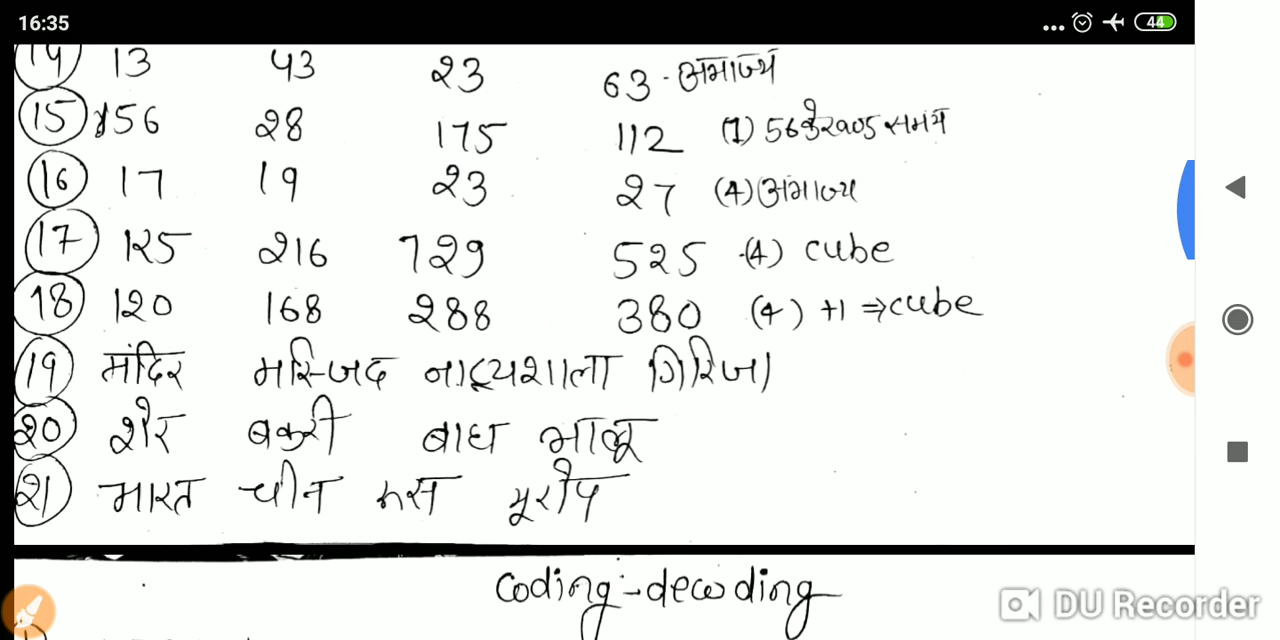 16:35 44
14 13 43 23 63 - अभाज्य
15 156 28 175 112 (1) 56 के समय
16 17 19 23 27 (4) अभाज्य
17 125 216 729 525 (4) cube
18 120 168 288 380 (4) +1 ⇒ cube
19 मंदिर मस्जिद नाट्यशाला गिरिजा
20 शेर बकरी बाघ भालू
21 भारत चीन रूस यूरोप
Coding - decoding
DU Recorder